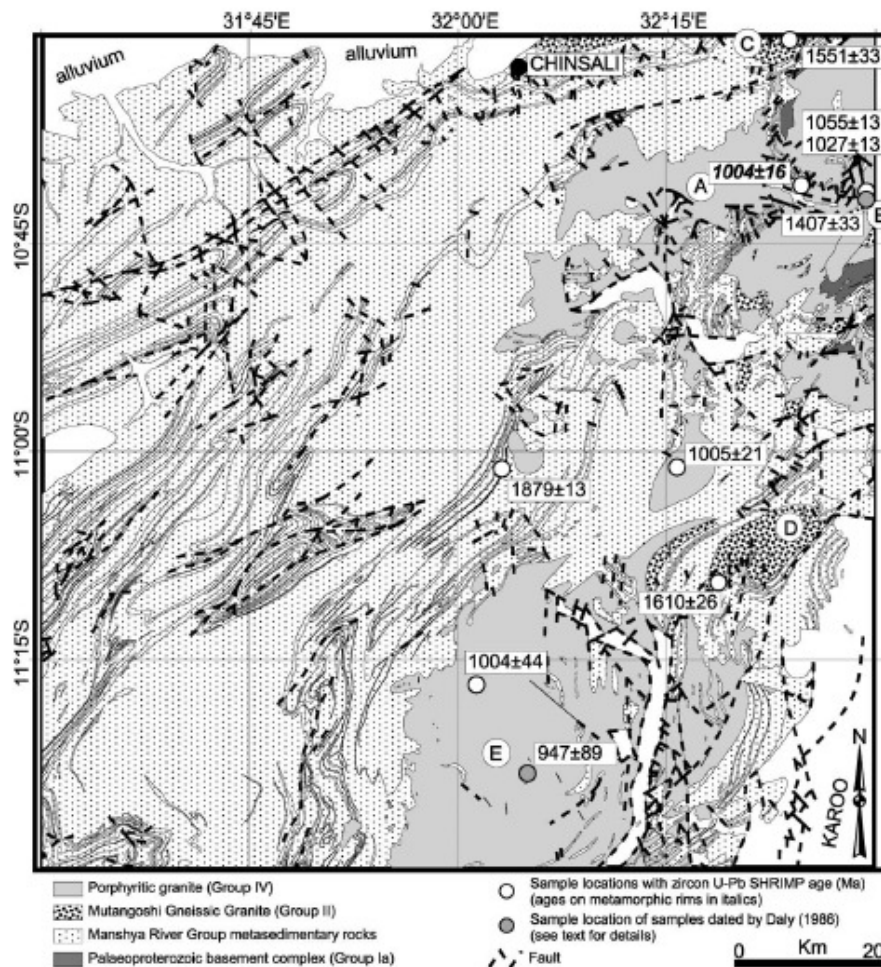 31°45'E 32°00'E 32°15'E
alluvium
alluvium
CHINSALI
C
1551±33
1055±13
1027±13
A
1004±16
1407±33
10°45'S
11°00'S
1005±21
1879±13
D
1610±26
11°15'S
1004±44
E
947±89
N
KAROO
Porphyritic granite (Group IV)
Mutangoshi Gneissic Granite (Group II)
Manshya River Group metasedimentary rocks
Palaeoproterozoic basement complex (Group Ia)
Sample locations with zircon U-Pb SHRIMP age (Ma)
(ages on metamorphic rims in italics)
Sample location of samples dated by Daly (1986)
(see text for details)
Fault
Km
0 20